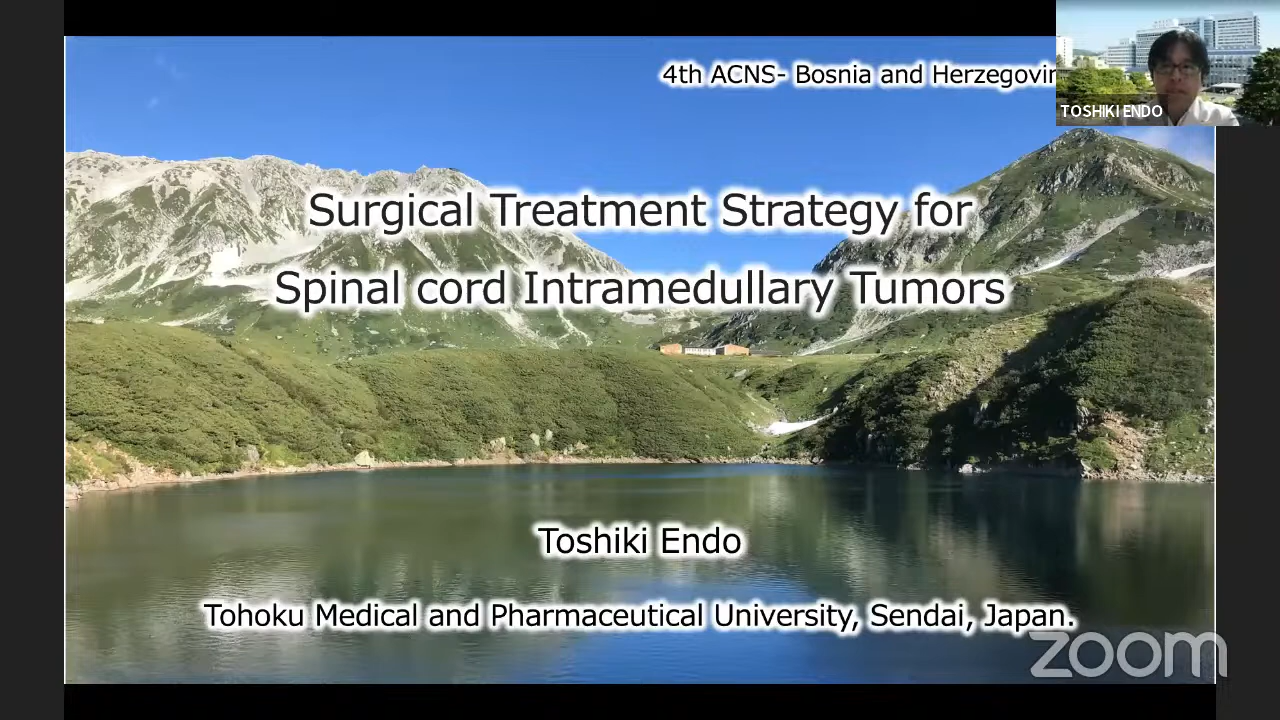 4th ACNS- Bosnia and Herzegovin
TOSHIKI ENDO
Surgical Treatment Strategy for
Spinal cord Intramedullary Tumors
Toshiki Endo
Tohoku Medical and Pharmaceutical University, Sendai, Japan.
zoom